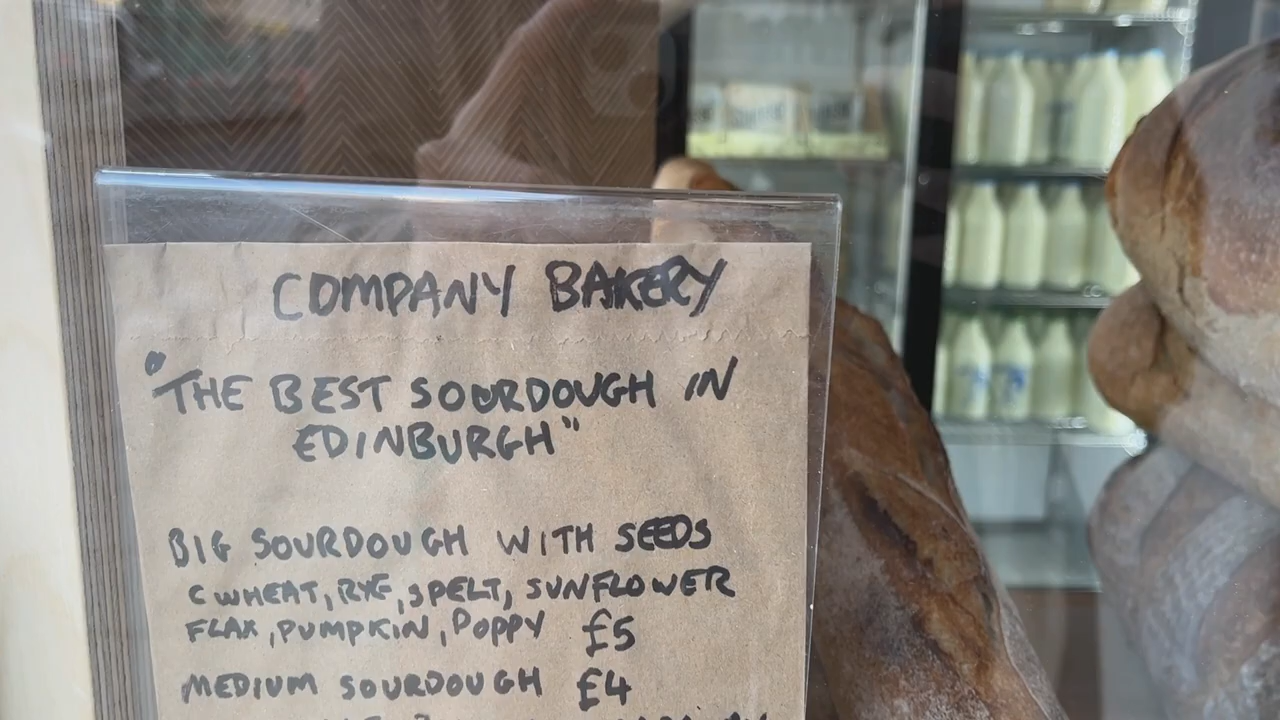 COMPANY BAKERY
"THE BEST SOURDOUGH IN
EDINBURGH"
BIG SOURDOUGH WITH SEEDS
C WHEAT, RYE, SPELT, SUNFLOWER
FLAX, PUMPKIN, POPPY £5
MEDIUM SOURDOUGH £4